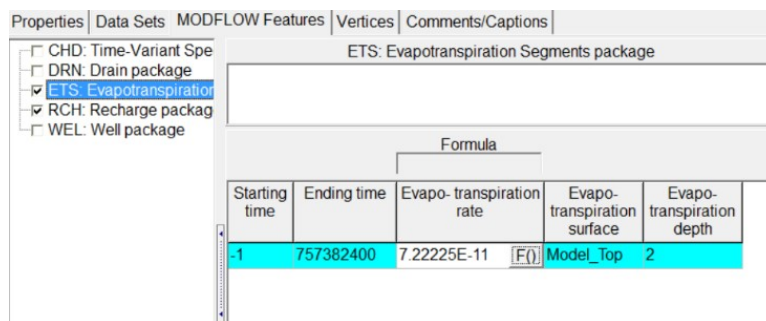 Properties Data Sets MODFLOW Features Vertices Comments/Captions
CHD: Time-Variant Spe
DRN: Drain package
ETS: Evapotranspiration
RCH: Recharge packag
WEL: Well package
ETS: Evapotranspiration Segments package
Formula
Starting time
Ending time
Evapo- transpiration rate
Evapo- transpiration surface
Evapo- transpiration depth
-1 757382400 7.22225E-11 F() Model_Top 2